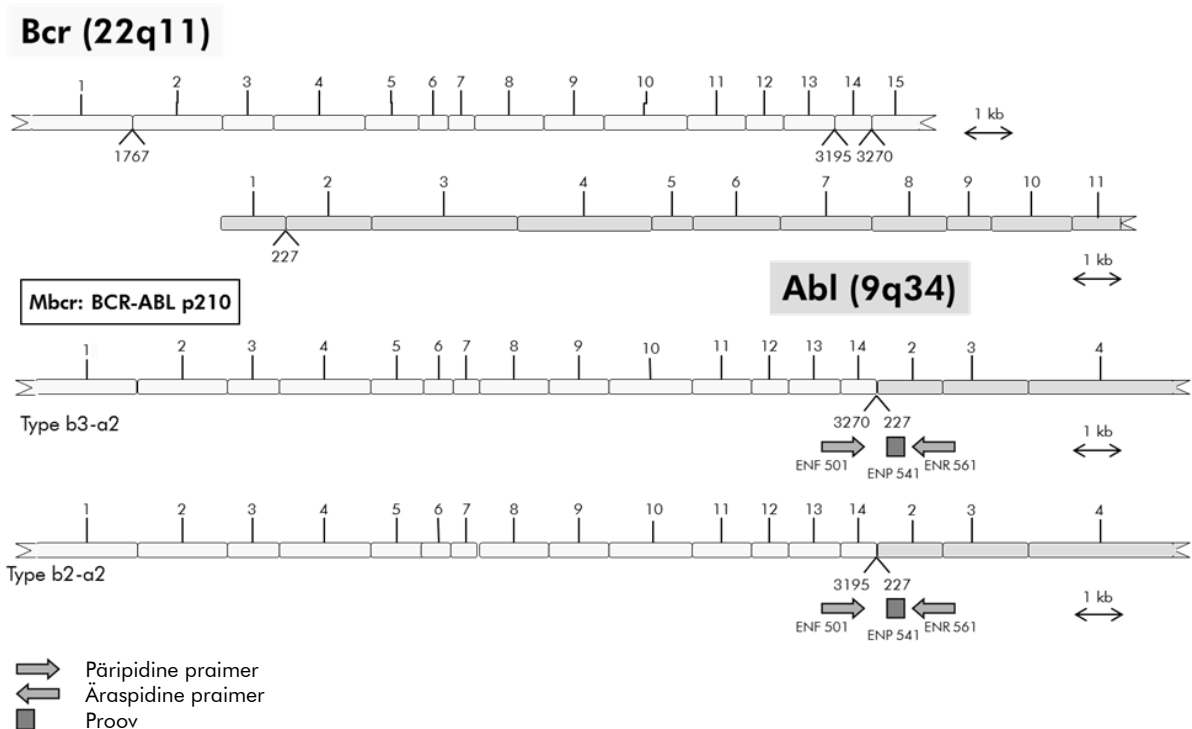 Bcr (22q11)
1 2 3 4 5 6 7 8 9 10 11 12 13 14 15
1 kb
1767 3195 3270
1 2 3 4 5 6 7 8 9 10 11
227
1 kb
Abl (9q34)
Mbcr: BCR-ABL p210
1 2 3 4 5 6 7 8 9 10 11 12 13 14 2 3 4
Type b3-a2
3270 227
1 kb
ENF 501 ENP 541 ENR 561
1 2 3 4 5 6 7 8 9 10 11 12 13 14 2 3 4
Type b2-a2
3195 227
1 kb
ENF 501 ENP 541 ENR 561
Päripidine praimer
Äraspidine praimer
Proov